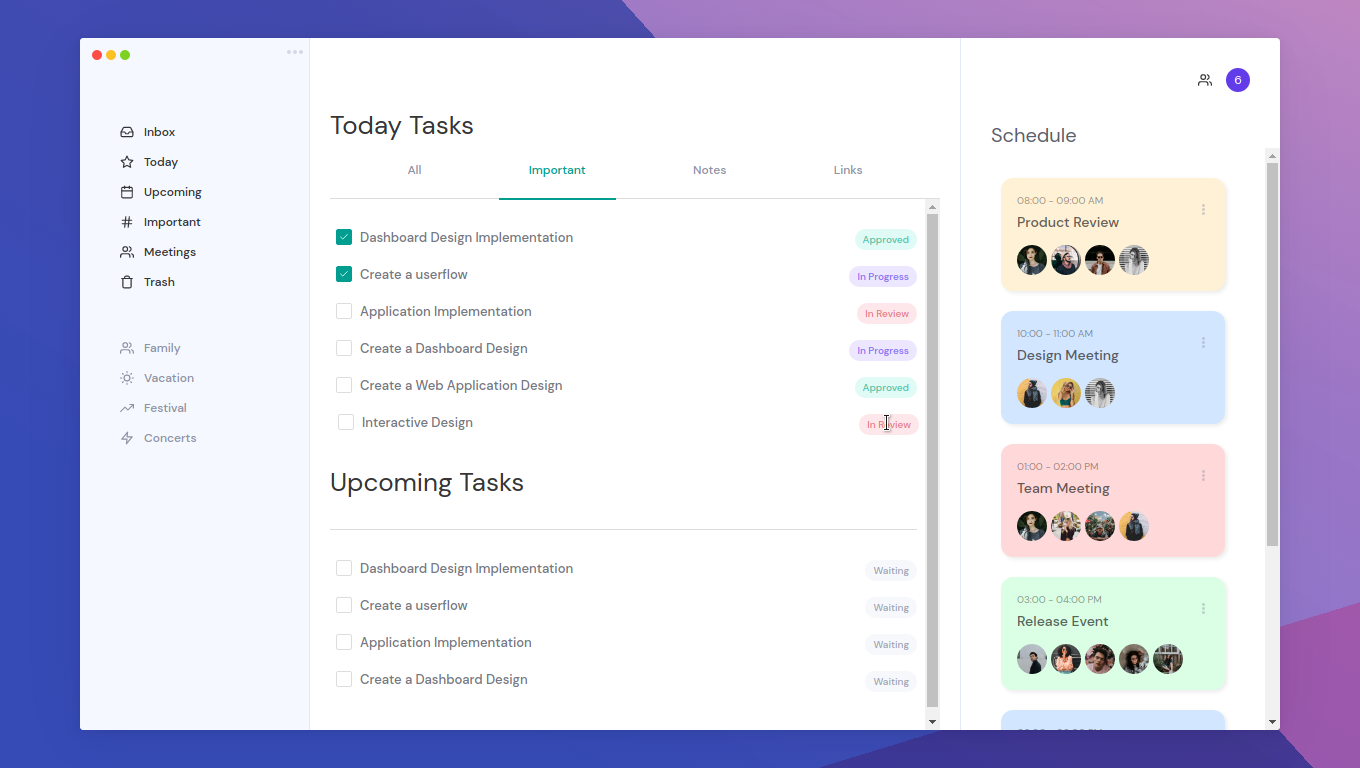 Inbox
Today
Upcoming
Important
Meetings
Trash
Family
Vacation
Festival
Concerts
Today Tasks
All
Important
Notes
Links
Dashboard Design Implementation
Approved
Create a userflow
In Progress
Application Implementation
In Review
Create a Dashboard Design
In Progress
Create a Web Application Design
Approved
Interactive Design
In Review
Upcoming Tasks
Dashboard Design Implementation
Waiting
Create a userflow
Waiting
Application Implementation
Waiting
Create a Dashboard Design
Waiting
6
Schedule
08:00 - 09:00 AM
Product Review
10:00 - 11:00 AM
Design Meeting
01:00 - 02:00 PM
Team Meeting
03:00 - 04:00 PM
Release Event